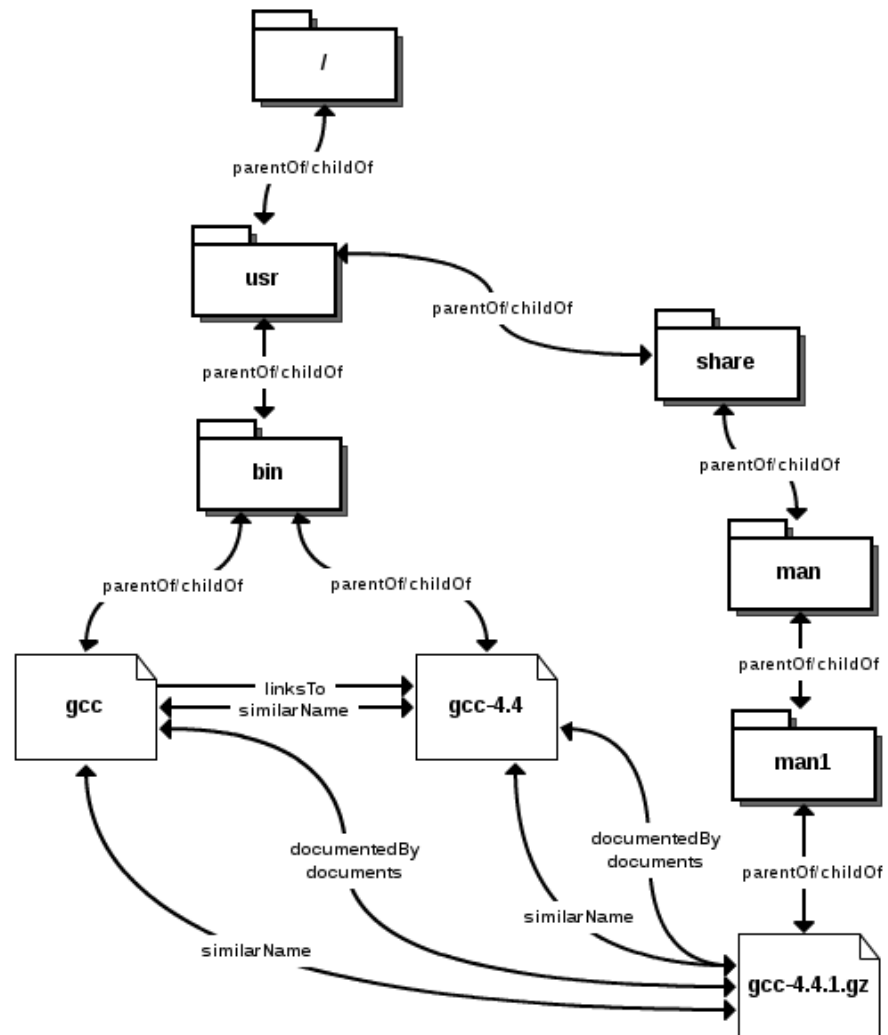 /
parentOf/childOf
usr
parentOf/childOf
parentOf/childOf
share
bin
parentOf/childOf
man
parentOf/childOf
parentOf/childOf
parentOf/childOf
gcc
linksTo
similarName
gcc-4.4
man1
documentedBy
documents
documentedBy
documents
parentOf/childOf
similarName
similarName
gcc-4.4.1.gz